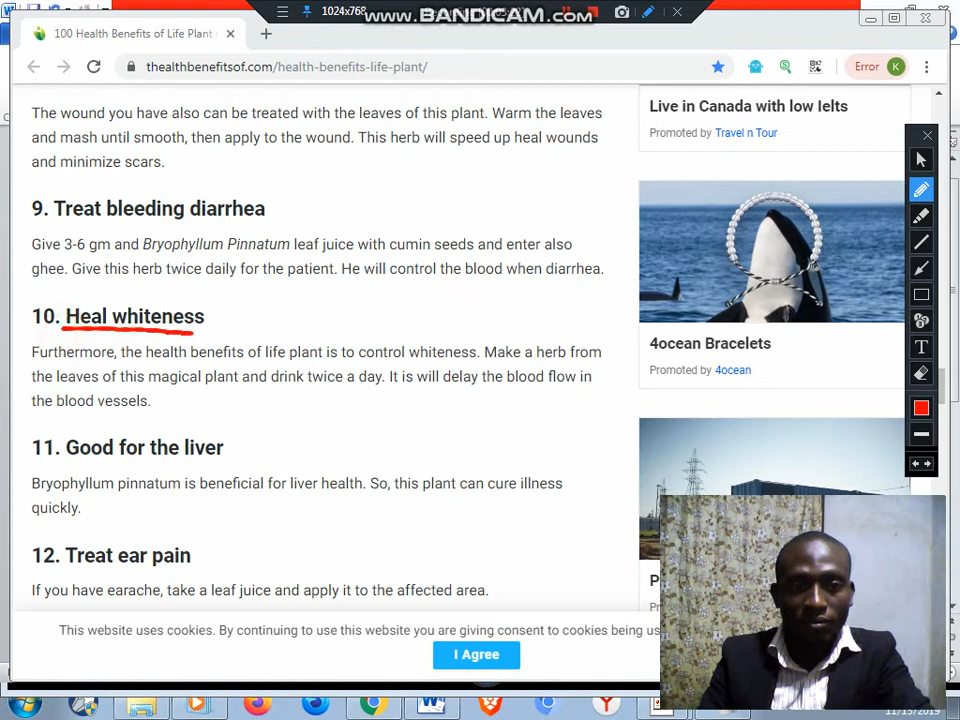 1024x768
www.BANDICAM.com
100 Health Benefits of Life Plant
thealthbenefitsof.com/health-benefits-life-plant/
Error
K
The wound you have also can be treated with the leaves of this plant. Warm the leaves
and mash until smooth, then apply to the wound. This herb will speed up heal wounds
and minimize scars.
9. Treat bleeding diarrhea
Give 3-6 gm and Bryophyllum Pinnatum leaf juice with cumin seeds and enter also
ghee. Give this herb twice daily for the patient. He will control the blood when diarrhea.
10. Heal whiteness
Furthermore, the health benefits of life plant is to control whiteness. Make a herb from
the leaves of this magical plant and drink twice a day. It is will delay the blood flow in
the blood vessels.
11. Good for the liver
Bryophyllum pinnatum is beneficial for liver health. So, this plant can cure illness
quickly.
12. Treat ear pain
If you have earache, take a leaf juice and apply it to the affected area.
Live in Canada with low Ielts
Promoted by Travel n Tour
4ocean Bracelets
Promoted by 4ocean
This website uses cookies. By continuing to use this website you are giving consent to cookies being
I Agree
T